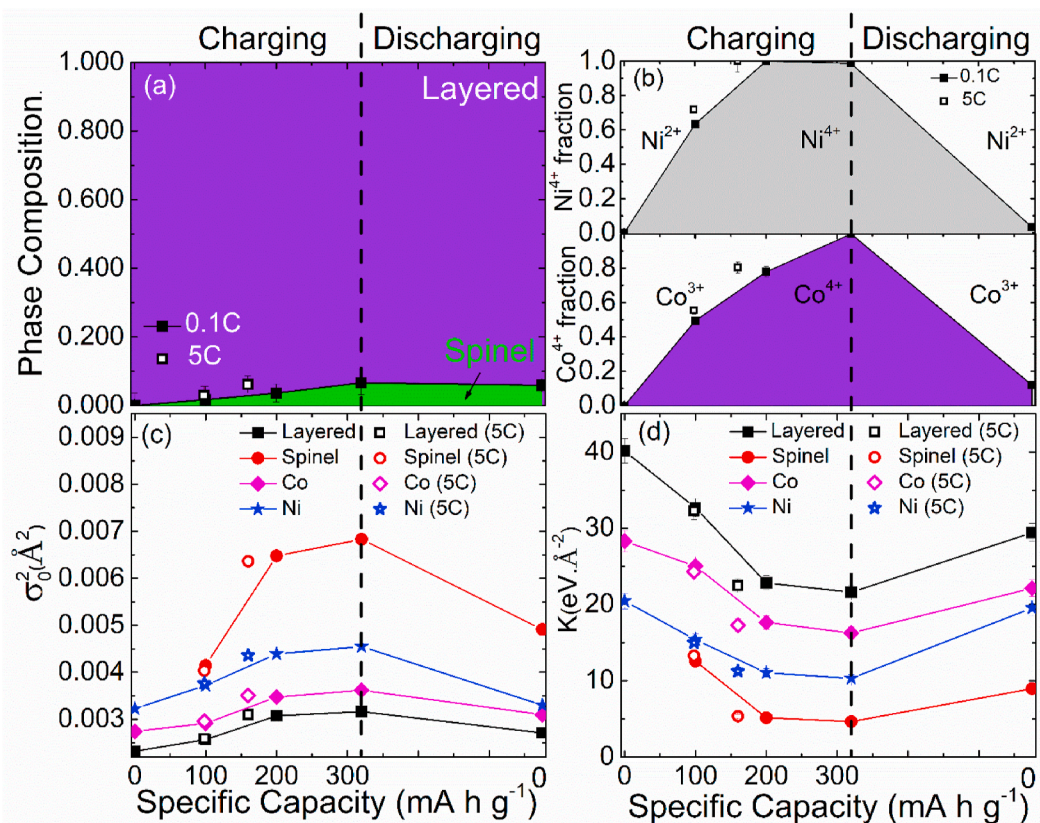 Charging Discharging
Charging Discharging
1.000
0.800
0.600
0.400
0.200
0.000
Phase Composition
(a)
Layered
0.1C
5C
Spinel
1.0
0.8
0.6
0.4
0.2
0.0
Ni4+ fraction
(b)
0.1C
5C
Ni2+
Ni4+
Ni2+
0.8
0.6
0.4
0.2
0.0
Co4+ fraction
Co3+
Co4+
Co3+
0.009
0.008
0.007
0.006
0.005
0.004
0.003
σ02(Å2)
(c)
Layered Layered (5C)
Spinel Spinel (5C)
Co Co (5C)
Ni Ni (5C)
0 100 200 300 0
Specific Capacity (mA h g-1)
40
30
20
10
0
K(eV.Å-2)
(d)
Layered Layered (5C)
Spinel Spinel (5C)
Co Co (5C)
Ni Ni (5C)
0 100 200 300 0
Specific Capacity (mA h g-1)